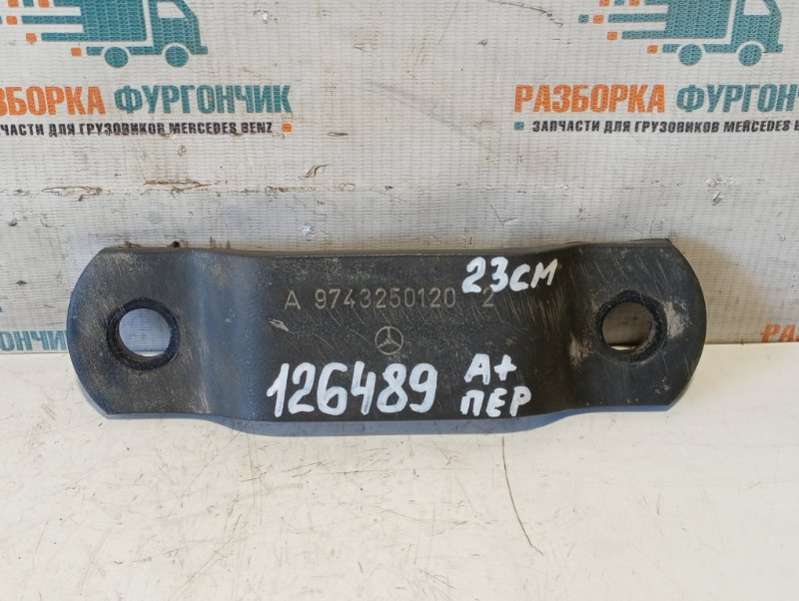 РАЗБОРКА ФУРГОНЧИК
ЗАПЧАСТИ ДЛЯ ГРУЗОВИКОВ MERCEDES BENZ
РАЗБОРКА ФУРГОНЧИК
ЗАПЧАСТИ ДЛЯ ГРУЗОВИКОВ MERCEDES BENZ
23СМ
A 9743250120 2
126489
А+
ПЕР